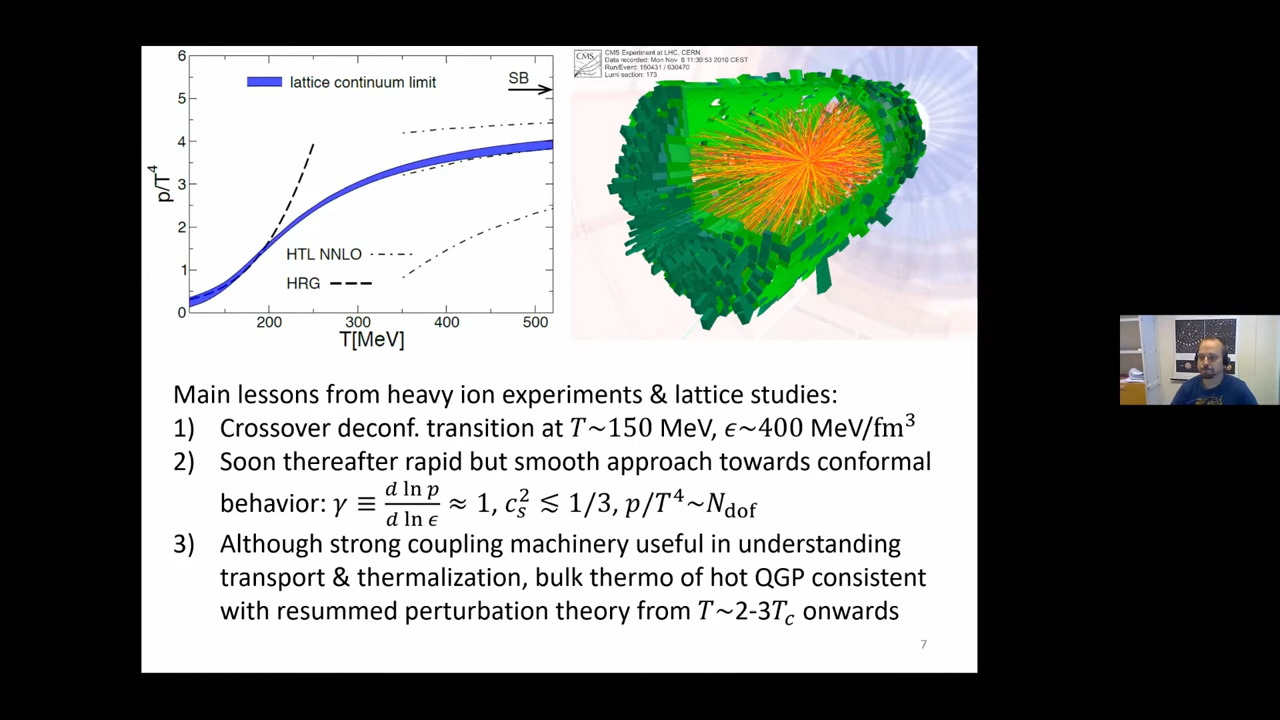 6
5
4
3
2
1
0
p/T^4
lattice continuum limit
SB
HTL NNLO
HRG
200
300
400
500
T[MeV]
CMS
CMS Experiment at LHC, CERN
Data recorded: Mon Nov 8 11:30:53 2010 CEST
Run/Event: 150431 / 630470
Lumi section: 173
Main lessons from heavy ion experiments & lattice studies:
1) Crossover deconf. transition at T~150 MeV, ϵ~400 MeV/fm³
2) Soon thereafter rapid but smooth approach towards conformal
behavior: γ ≡ d ln p / d ln ϵ ≈ 1, c_s² ≲ 1/3, p/T⁴~N_dof
3) Although strong coupling machinery useful in understanding
transport & thermalization, bulk thermo of hot QGP consistent
with resummed perturbation theory from T~2-3T_c onwards
7